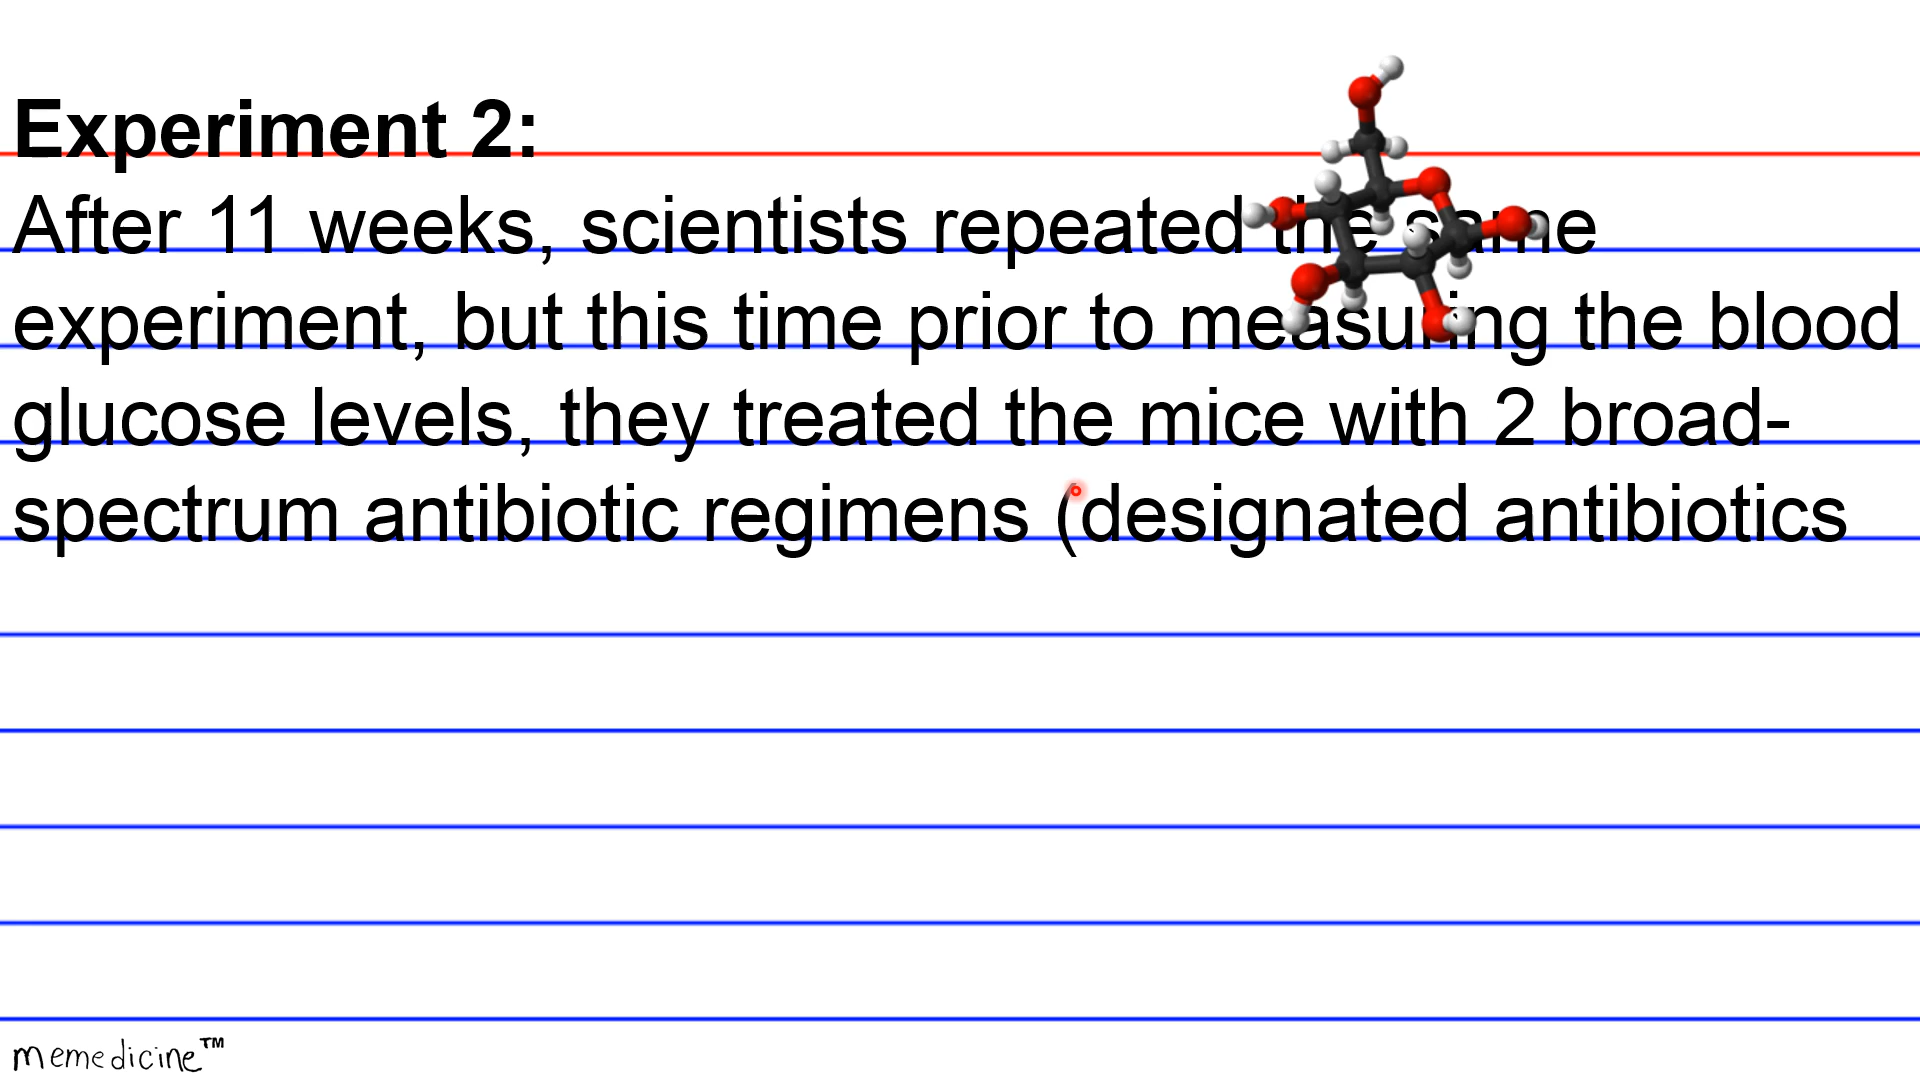 Experiment 2:
After 11 weeks, scientists repeated the same
experiment, but this time prior to measuring the blood
glucose levels, they treated the mice with 2 broad-
spectrum antibiotic regimens (designated antibiotics
memedicine™